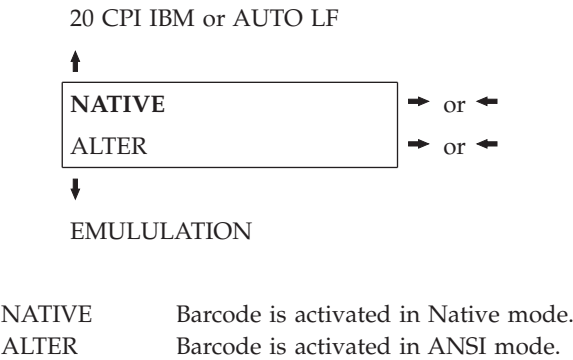 20 CPI IBM or AUTO LF
NATIVE → or ←
ALTER → or ←
EMULULATION
NATIVE Barcode is activated in Native mode.
ALTER Barcode is activated in ANSI mode.